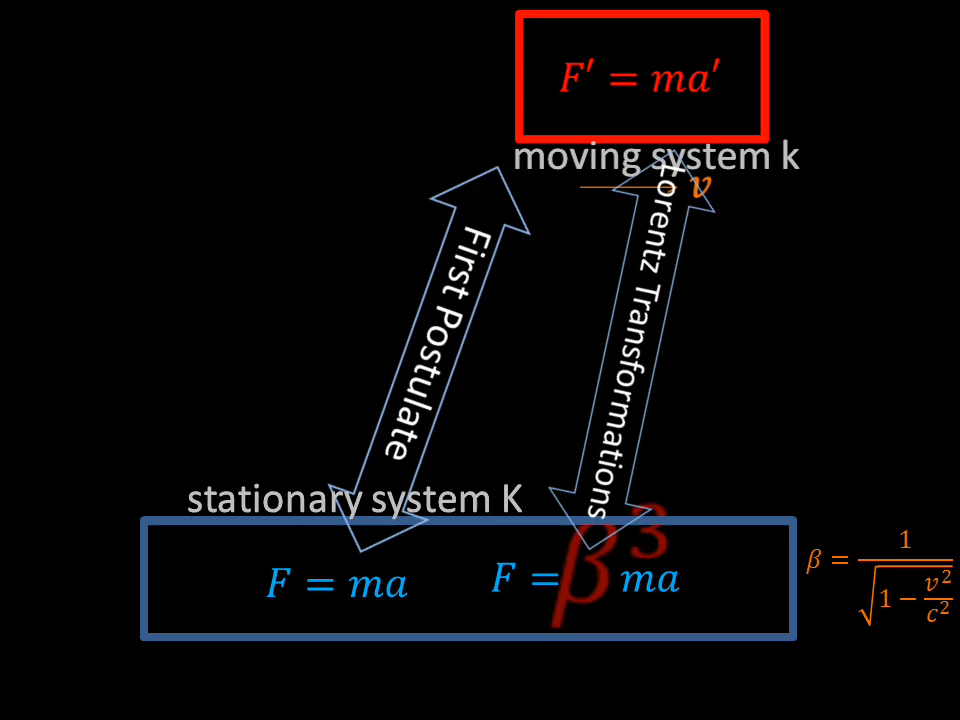 F′ = ma′
moving system k
v
First Postulate
Lorentz Transformations
stationary system K
F = ma
F = β³ ma
β = 1 / √(1 − v²/c²)